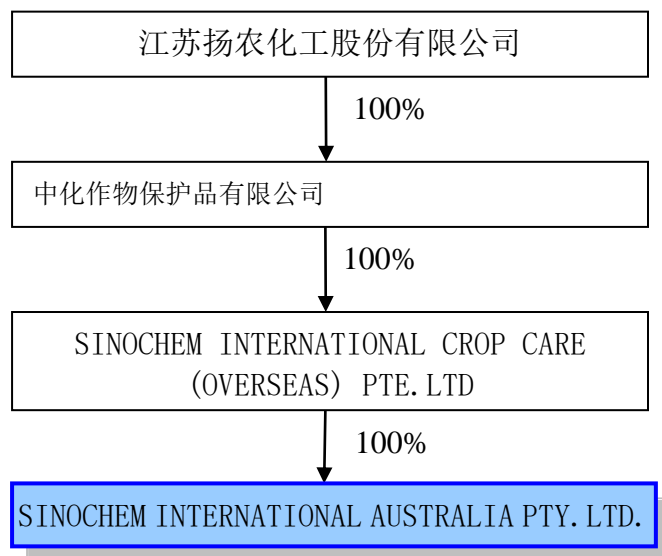 江苏扬农化工股份有限公司
100%
中化作物保护品有限公司
100%
SINOCHEM INTERNATIONAL CROP CARE
(OVERSEAS) PTE.LTD
100%
SINOCHEM INTERNATIONAL AUSTRALIA PTY.LTD.